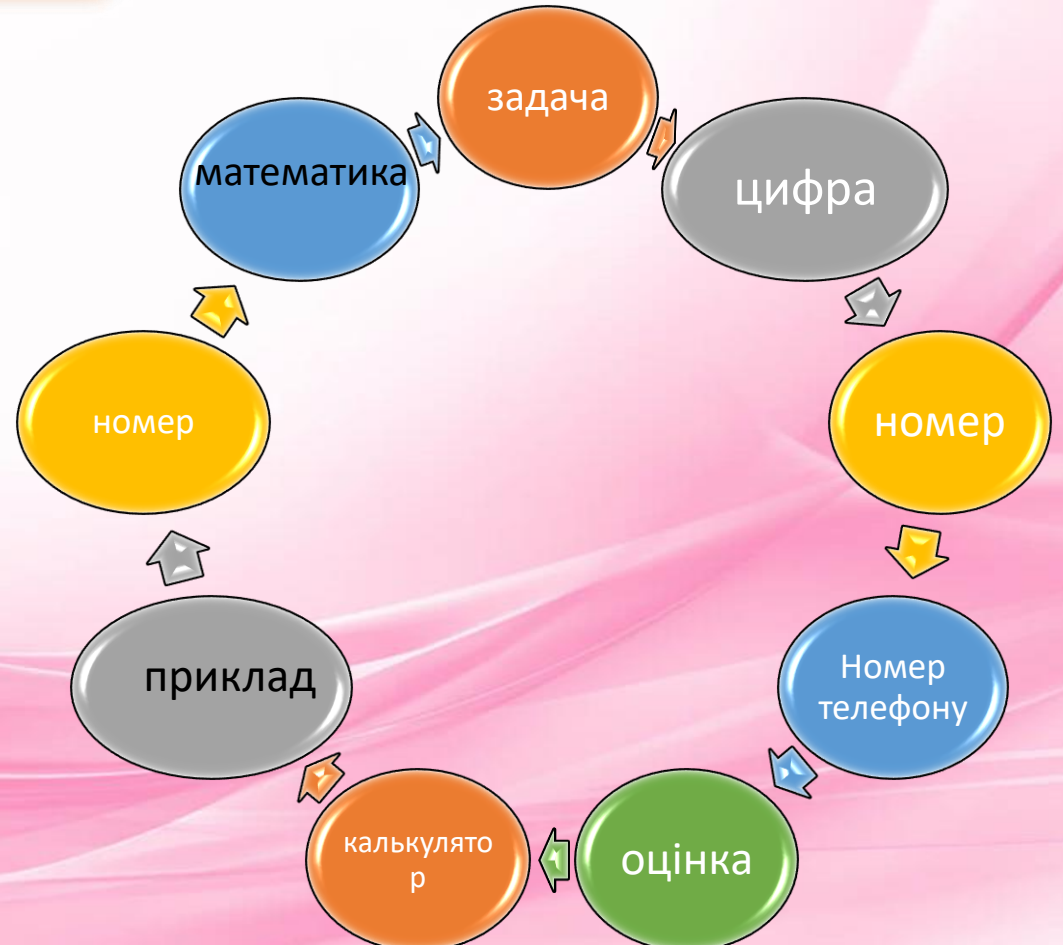 задача
цифра
номер
Номер
телефону
оцінка
калькулято
р
приклад
номер
математика